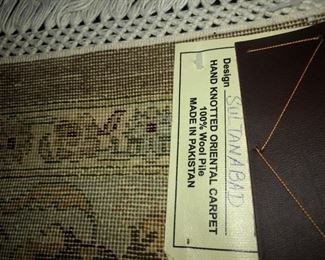 Design SULTANABAD
HAND KNOTTED ORIENTAL CARPET
100% Wool Pile
MADE IN PAKISTAN